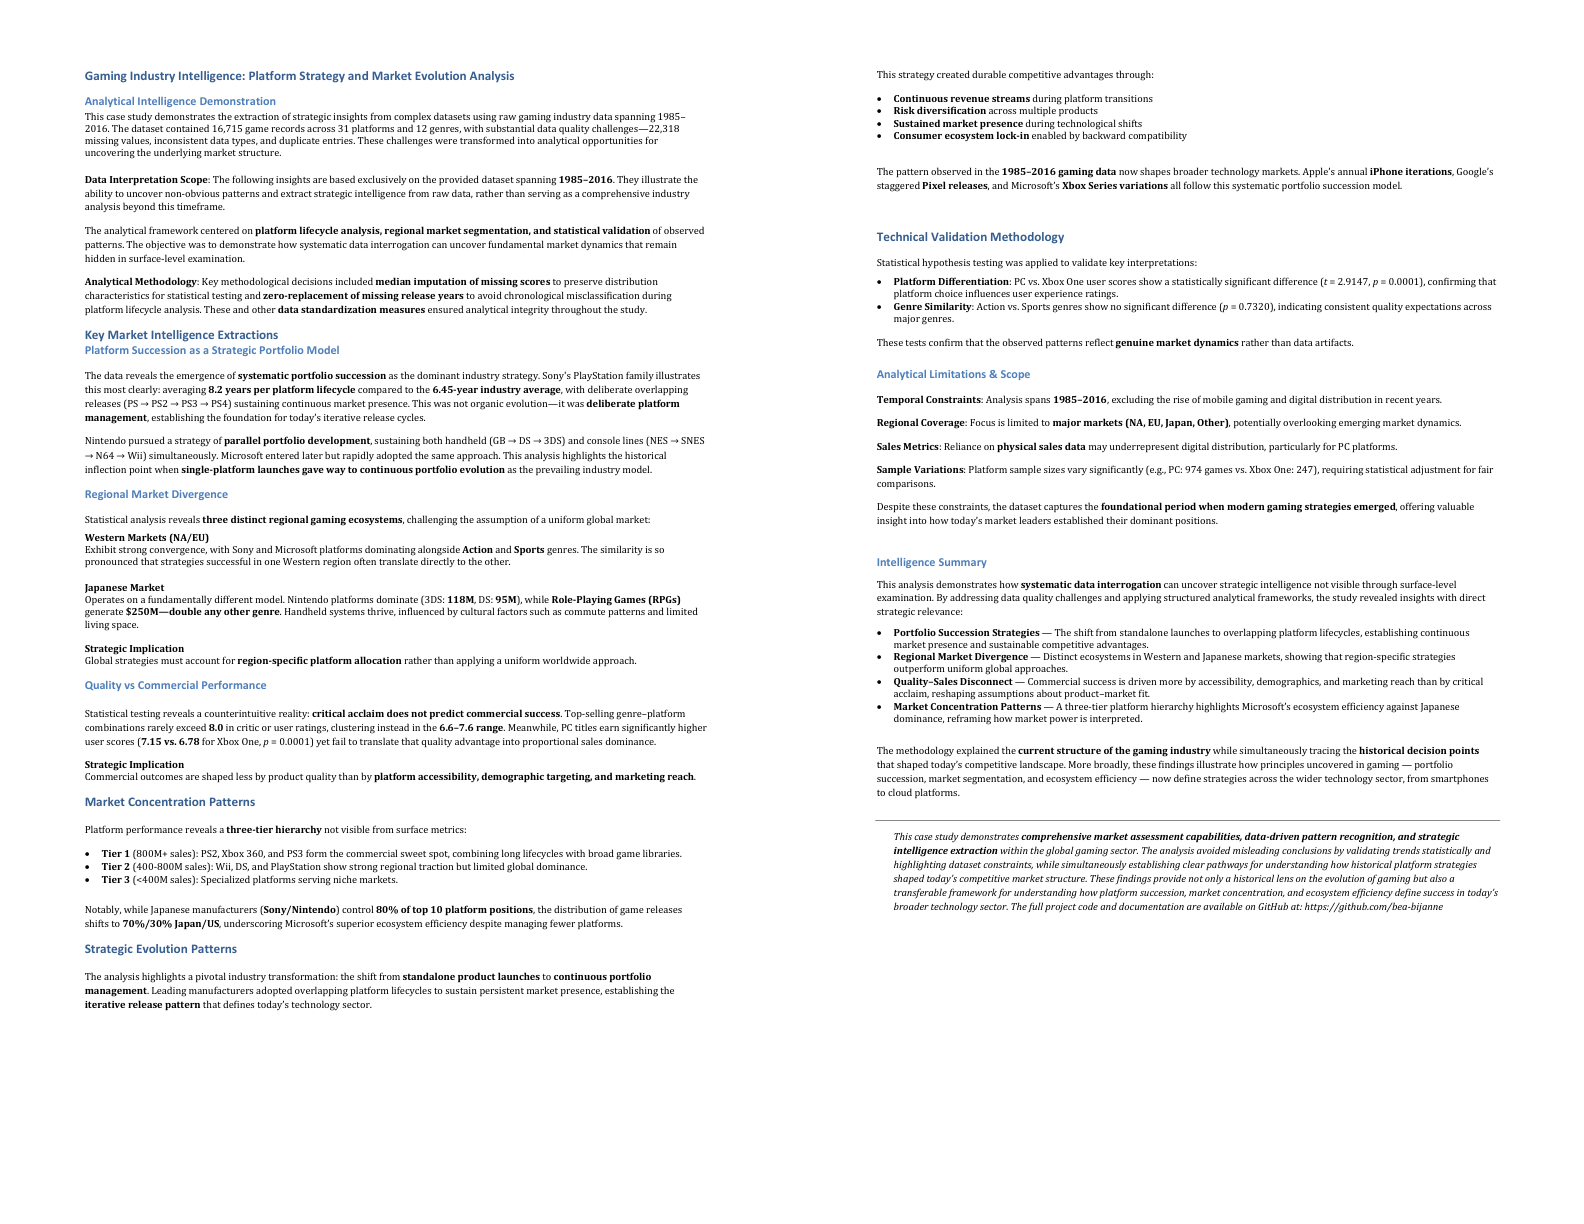 Gaming Industry Intelligence: Platform Strategy and Market Evolution Analysis
Analytical Intelligence Demonstration
This case study demonstrates the extraction of strategic insights from complex datasets using raw gaming industry data spanning 1985–
2016. The dataset contained 16,715 game records across 31 platforms and 12 genres, with substantial data quality challenges—22,318
missing values, inconsistent data types, and duplicate entries. These challenges were transformed into analytical opportunities for
uncovering the underlying market structure.
Data Interpretation Scope: The following insights are based exclusively on the provided dataset spanning 1985–2016. They illustrate the
ability to uncover non-obvious patterns and extract strategic intelligence from raw data, rather than serving as a comprehensive industry
analysis beyond this timeframe.
The analytical framework centered on platform lifecycle analysis, regional market segmentation, and statistical validation of observed
patterns. The objective was to demonstrate how systematic data interrogation can uncover fundamental market dynamics that remain
hidden in surface-level examination.
Analytical Methodology: Key methodological decisions included median imputation of missing scores to preserve distribution
characteristics for statistical testing and zero-replacement of missing release years to avoid chronological misclassification during
platform lifecycle analysis. These and other data standardization measures ensured analytical integrity throughout the study.
Key Market Intelligence Extractions
Platform Succession as a Strategic Portfolio Model
The data reveals the emergence of systematic portfolio succession as the dominant industry strategy. Sony's PlayStation family illustrates
this most clearly: averaging 8.2 years per platform lifecycle compared to the 6.45-year industry average, with deliberate overlapping
releases (PS → PS2 → PS3 → PS4) sustaining continuous market presence. This was not organic evolution—it was deliberate platform
management, establishing the foundation for today's iterative release cycles.
Nintendo pursued a strategy of parallel portfolio development, sustaining both handheld (GB → DS → 3DS) and console lines (NES → SNES
→ N64 → Wii) simultaneously. Microsoft entered later but rapidly adopted the same approach. This analysis highlights the historical
inflection point when single-platform launches gave way to continuous portfolio evolution as the prevailing industry model.
Regional Market Divergence
Statistical analysis reveals three distinct regional gaming ecosystems, challenging the assumption of a uniform global market:
Western Markets (NA/EU)
Exhibit strong convergence, with Sony and Microsoft platforms dominating alongside Action and Sports genres. The similarity is so
pronounced that strategies successful in one Western region often translate directly to the other.
Japanese Market
Operates on a fundamentally different model. Nintendo platforms dominate (3DS: 118M, DS: 95M), while Role-Playing Games (RPGs)
generate $250M—double any other genre. Handheld systems thrive, influenced by cultural factors such as commute patterns and limited
living space.
Strategic Implication
Global strategies must account for region-specific platform allocation rather than applying a uniform worldwide approach.
Quality vs Commercial Performance
Statistical testing reveals a counterintuitive reality: critical acclaim does not predict commercial success. Top-selling genre–platform
combinations rarely exceed 8.0 in critic or user ratings, clustering instead in the 6.6–7.6 range. Meanwhile, PC titles earn significantly higher
user scores (7.15 vs. 6.78 for Xbox One, p = 0.0001) yet fail to translate that quality advantage into proportional sales dominance.
Strategic Implication
Commercial outcomes are shaped less by product quality than by platform accessibility, demographic targeting, and marketing reach.
Market Concentration Patterns
Platform performance reveals a three-tier hierarchy not visible from surface metrics:
• Tier 1 (800M+ sales): PS2, Xbox 360, and PS3 form the commercial sweet spot, combining long lifecycles with broad game libraries.
• Tier 2 (400-800M sales): Wii, DS, and PlayStation show strong regional traction but limited global dominance.
• Tier 3 (<400M sales): Specialized platforms serving niche markets.
Notably, while Japanese manufacturers (Sony/Nintendo) control 80% of top 10 platform positions, the distribution of game releases
shifts to 70%/30% Japan/US, underscoring Microsoft's superior ecosystem efficiency despite managing fewer platforms.
Strategic Evolution Patterns
The analysis highlights a pivotal industry transformation: the shift from standalone product launches to continuous portfolio
management. Leading manufacturers adopted overlapping platform lifecycles to sustain persistent market presence, establishing the
iterative release pattern that defines today's technology sector.
This strategy created durable competitive advantages through:
• Continuous revenue streams during platform transitions
• Risk diversification across multiple products
• Sustained market presence during technological shifts
• Consumer ecosystem lock-in enabled by backward compatibility
The pattern observed in the 1985–2016 gaming data now shapes broader technology markets. Apple's annual iPhone iterations, Google's
staggered Pixel releases, and Microsoft's Xbox Series variations all follow this systematic portfolio succession model.
Technical Validation Methodology
Statistical hypothesis testing was applied to validate key interpretations:
• Platform Differentiation: PC vs. Xbox One user scores show a statistically significant difference (t = 2.9147, p = 0.0001), confirming that
platform choice influences user experience ratings.
• Genre Similarity: Action vs. Sports genres show no significant difference (p = 0.7320), indicating consistent quality expectations across
major genres.
These tests confirm that the observed patterns reflect genuine market dynamics rather than data artifacts.
Analytical Limitations & Scope
Temporal Constraints: Analysis spans 1985–2016, excluding the rise of mobile gaming and digital distribution in recent years.
Regional Coverage: Focus is limited to major markets (NA, EU, Japan, Other), potentially overlooking emerging market dynamics.
Sales Metrics: Reliance on physical sales data may underrepresent digital distribution, particularly for PC platforms.
Sample Variations: Platform sample sizes vary significantly (e.g., PC: 974 games vs. Xbox One: 247), requiring statistical adjustment for fair
comparisons.
Despite these constraints, the dataset captures the foundational period when modern gaming strategies emerged, offering valuable
insight into how today's market leaders established their dominant positions.
Intelligence Summary
This analysis demonstrates how systematic data interrogation can uncover strategic intelligence not visible through surface-level
examination. By addressing data quality challenges and applying structured analytical frameworks, the study revealed insights with direct
strategic relevance:
• Portfolio Succession Strategies — The shift from standalone launches to overlapping platform lifecycles, establishing continuous
market presence and sustainable competitive advantages.
• Regional Market Divergence — Distinct ecosystems in Western and Japanese markets, showing that region-specific strategies
outperform uniform global approaches.
• Quality–Sales Disconnect — Commercial success is driven more by accessibility, demographics, and marketing reach than by critical
acclaim, reshaping assumptions about product–market fit.
• Market Concentration Patterns — A three-tier platform hierarchy highlights Microsoft's ecosystem efficiency against Japanese
dominance, reframing how market power is interpreted.
The methodology explained the current structure of the gaming industry while simultaneously tracing the historical decision points
that shaped today's competitive landscape. More broadly, these findings illustrate how principles uncovered in gaming — portfolio
succession, market segmentation, and ecosystem efficiency — now define strategies across the wider technology sector, from smartphones
to cloud platforms.
This case study demonstrates comprehensive market assessment capabilities, data-driven pattern recognition, and strategic
intelligence extraction within the global gaming sector. The analysis avoided misleading conclusions by validating trends statistically and
highlighting dataset constraints, while simultaneously establishing clear pathways for understanding how historical platform strategies
shaped today's competitive market structure. These findings provide not only a historical lens on the evolution of gaming but also a
transferable framework for understanding how platform succession, market concentration, and ecosystem efficiency define success in today's
broader technology sector. The full project code and documentation are available on GitHub at: https://github.com/bea-bijanne